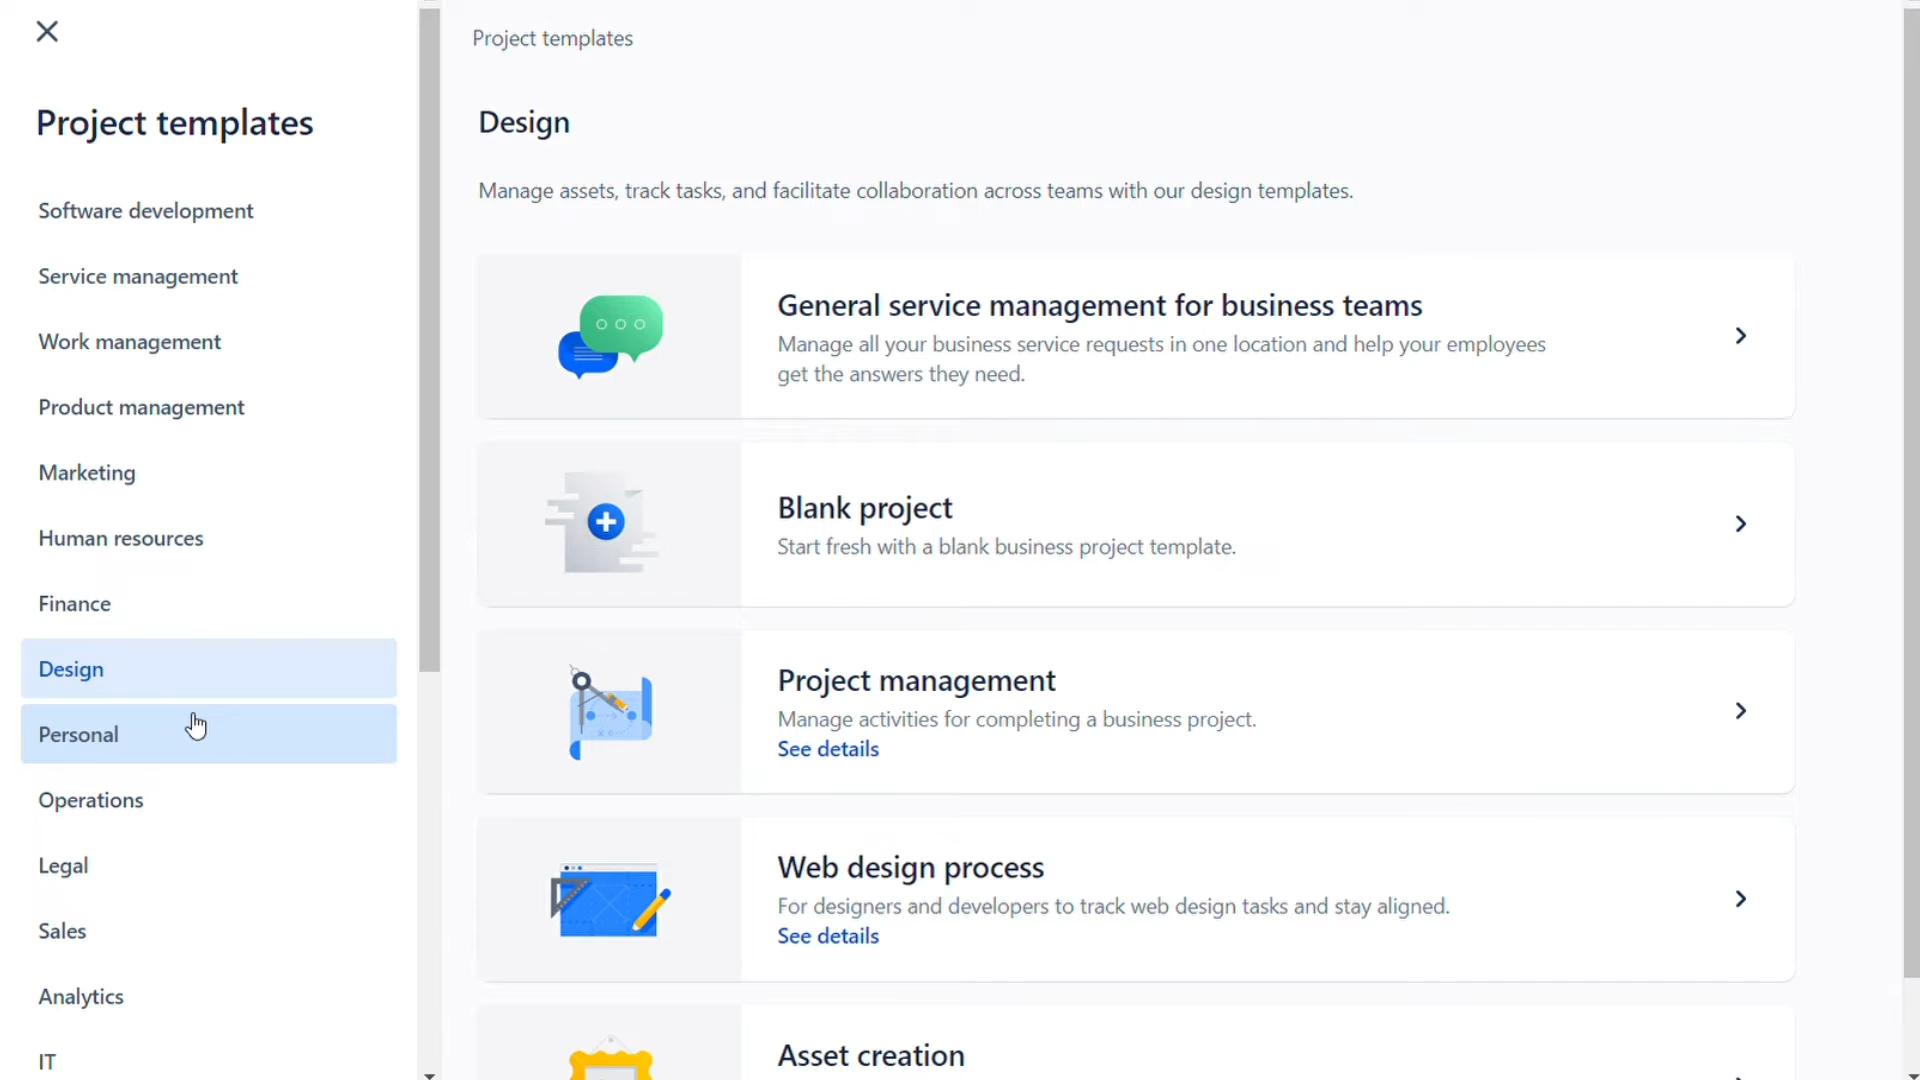 Project templates
Software development
Service management
Work management
Product management
Marketing
Human resources
Finance
Design
Personal
Operations
Legal
Sales
Analytics
IT
Project templates
Design
Manage assets, track tasks, and facilitate collaboration across teams with our design templates.
General service management for business teams
Manage all your business service requests in one location and help your employees
get the answers they need.
Blank project
Start fresh with a blank business project template.
Project management
Manage activities for completing a business project.
See details
Web design process
For designers and developers to track web design tasks and stay aligned.
See details
Asset creation